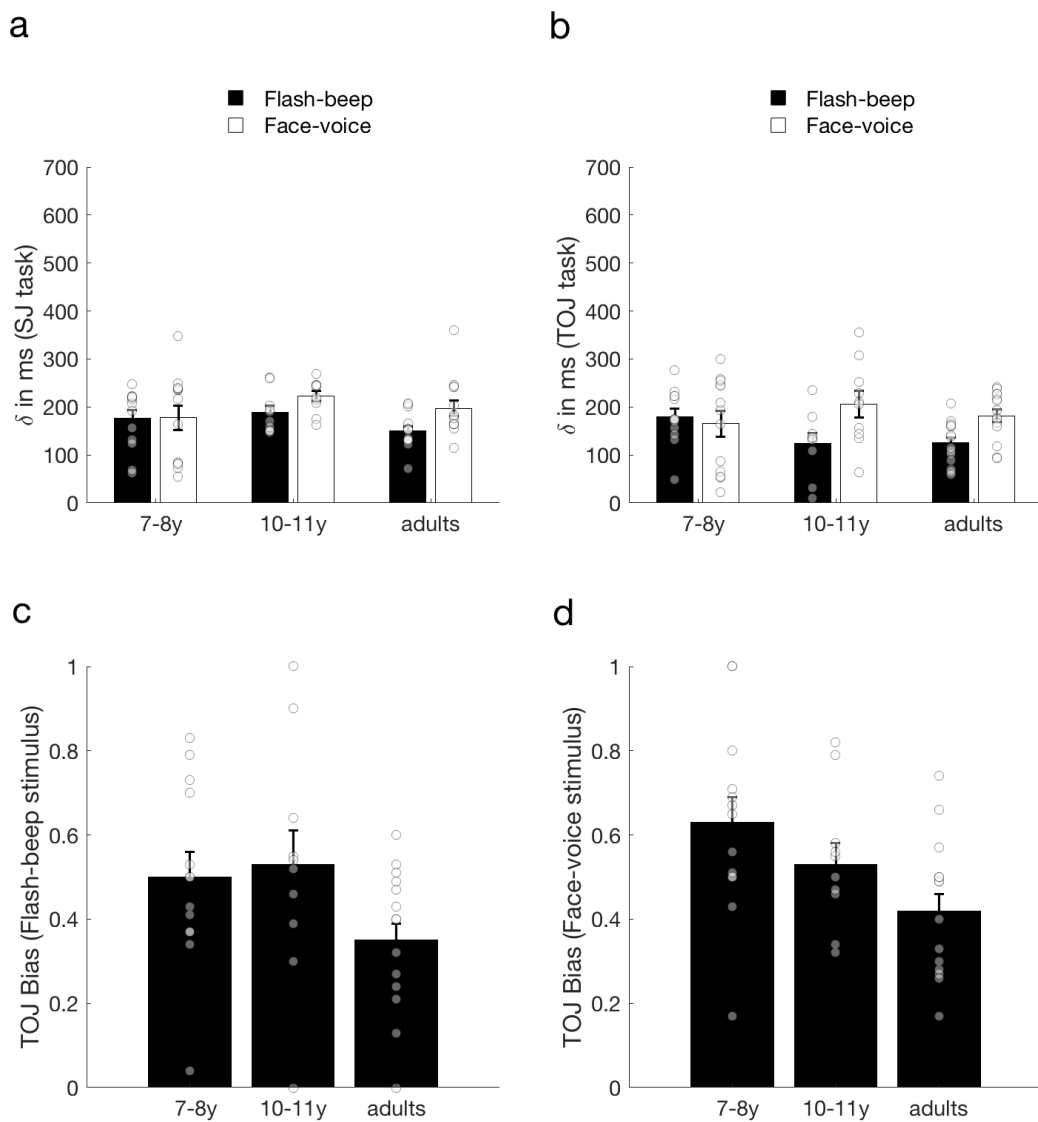 a
Flash-beep
Face-voice
700
600
500
400
300
200
100
0
δ in ms (SJ task)
7-8y
10-11y
adults
b
Flash-beep
Face-voice
700
600
500
400
300
200
100
0
δ in ms (TOJ task)
7-8y
10-11y
adults
c
1
0.8
0.6
0.4
0.2
0
TOJ Bias (Flash-beep stimulus)
7-8y
10-11y
adults
d
1
0.8
0.6
0.4
0.2
0
TOJ Bias (Face-voice stimulus)
7-8y
10-11y
adults